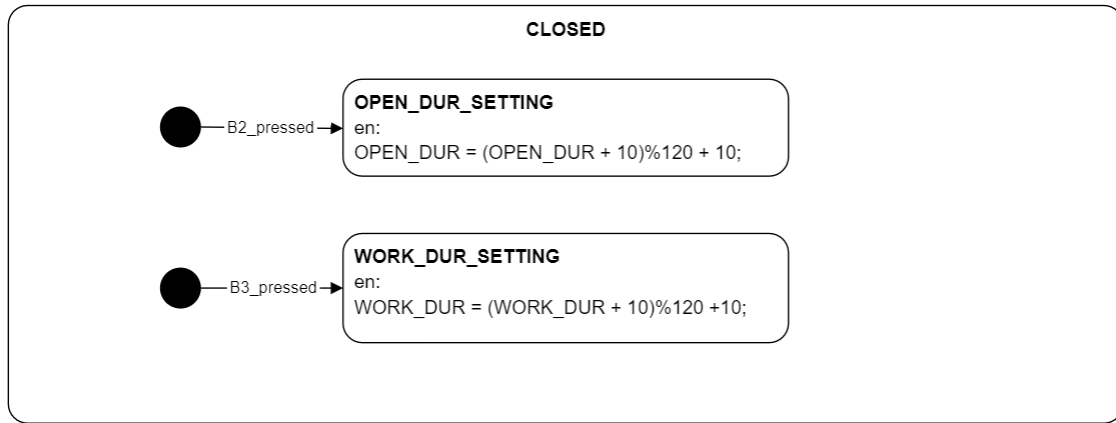 CLOSED
OPEN_DUR_SETTING
B2_pressed
en:
OPEN_DUR = (OPEN_DUR + 10)%120 + 10;
WORK_DUR_SETTING
B3_pressed
en:
WORK_DUR = (WORK_DUR + 10)%120 +10;